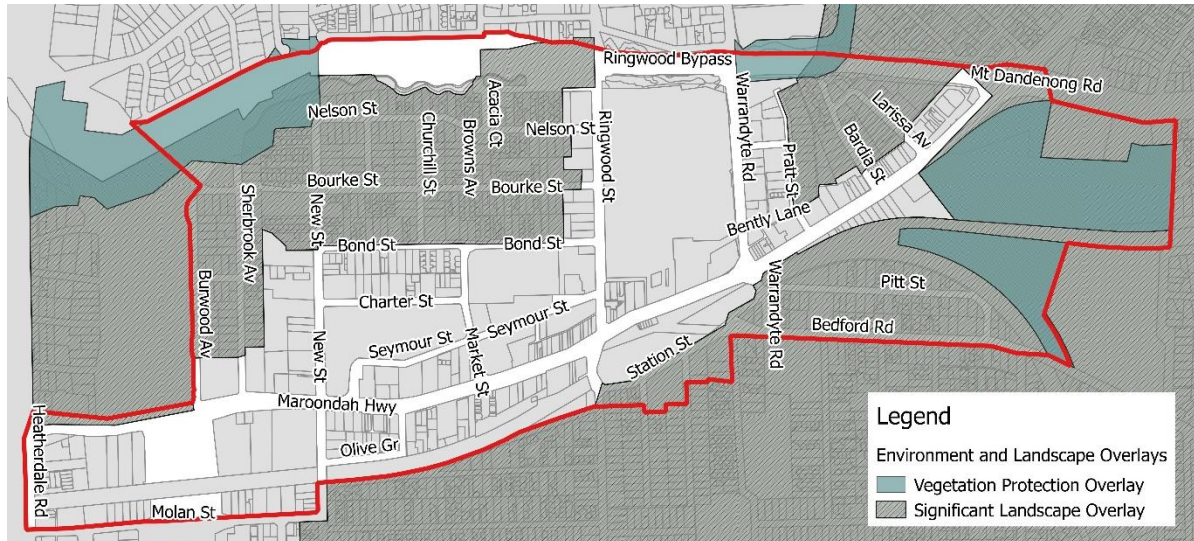 Ringwood Bypass
Mt Dandenong Rd
Nelson St
Acacia Ct
Churchill St
Browns Av
Nelson St
Ringwood St
Warrandyte Rd
Larissa Av
Bardia St
Pratt St
Bourke St
Bourke St
Sherbrook Av
New St
Bently Lane
Bond St
Bond St
Burwood Av
Charter St
Warrandyte Rd
Pitt St
Seymour St
Seymour St
Bedford Rd
New St
Market St
Station St
Maroondah Hwy
Heatherdale Rd
Olive Gr
Molan St
Legend
Environment and Landscape Overlays
Vegetation Protection Overlay
Significant Landscape Overlay